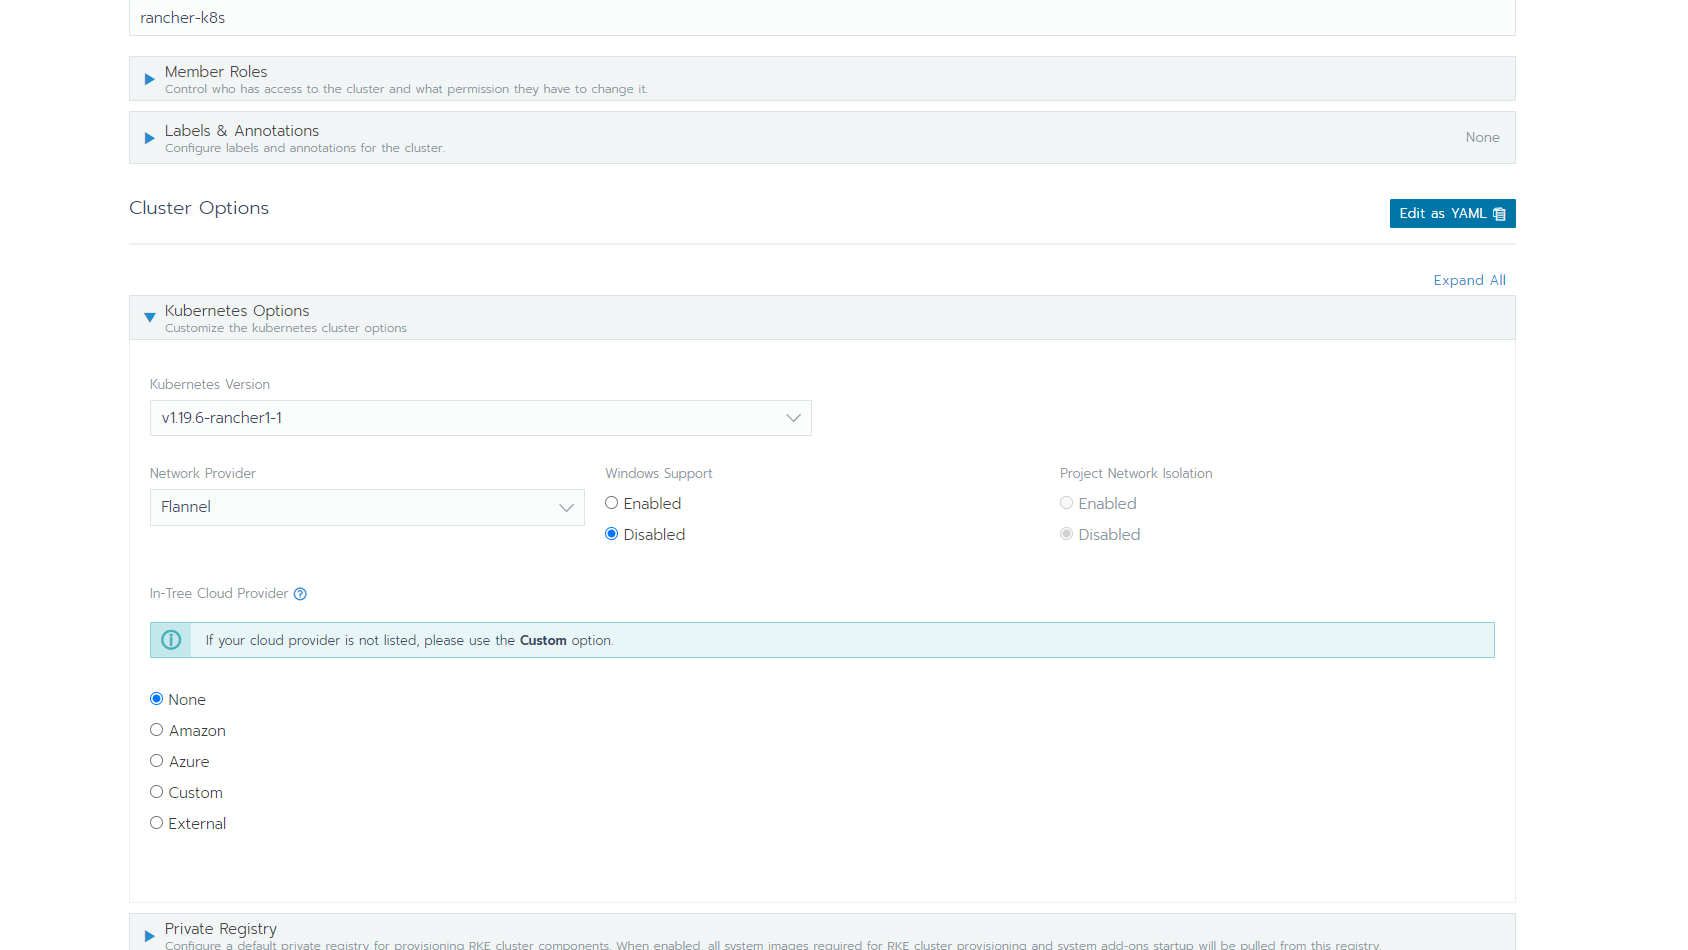 rancher-k8s
Member Roles
Control who has access to the cluster and what permission they have to change it.
Labels & Annotations
Configure labels and annotations for the cluster.
None
Cluster Options
Edit as YAML
Expand All
Kubernetes Options
Customize the kubernetes cluster options
Kubernetes Version
v1.19.6-rancher1-1
Network Provider
Windows Support
Project Network Isolation
Flannel
Enabled
Enabled
Disabled
Disabled
In-Tree Cloud Provider
If your cloud provider is not listed, please use the Custom option.
None
Amazon
Azure
Custom
External
Private Registry
Configure a default private registry for provisioning RKE cluster components. When enabled, all system images required for RKE cluster provisioning and system add-ons startup will be pulled from this registry.